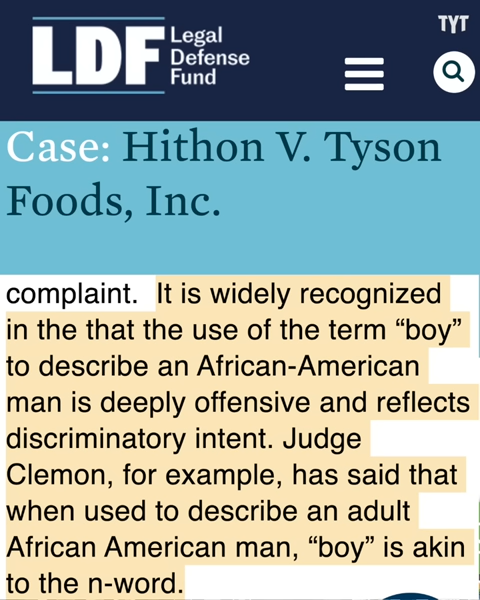 TYT
LDF
Legal
Defense
Fund
Case: Hithon V. Tyson
Foods, Inc.
complaint. It is widely recognized
in the that the use of the term “boy”
to describe an African-American
man is deeply offensive and reflects
discriminatory intent. Judge
Clemon, for example, has said that
when used to describe an adult
African American man, “boy” is akin
to the n-word.